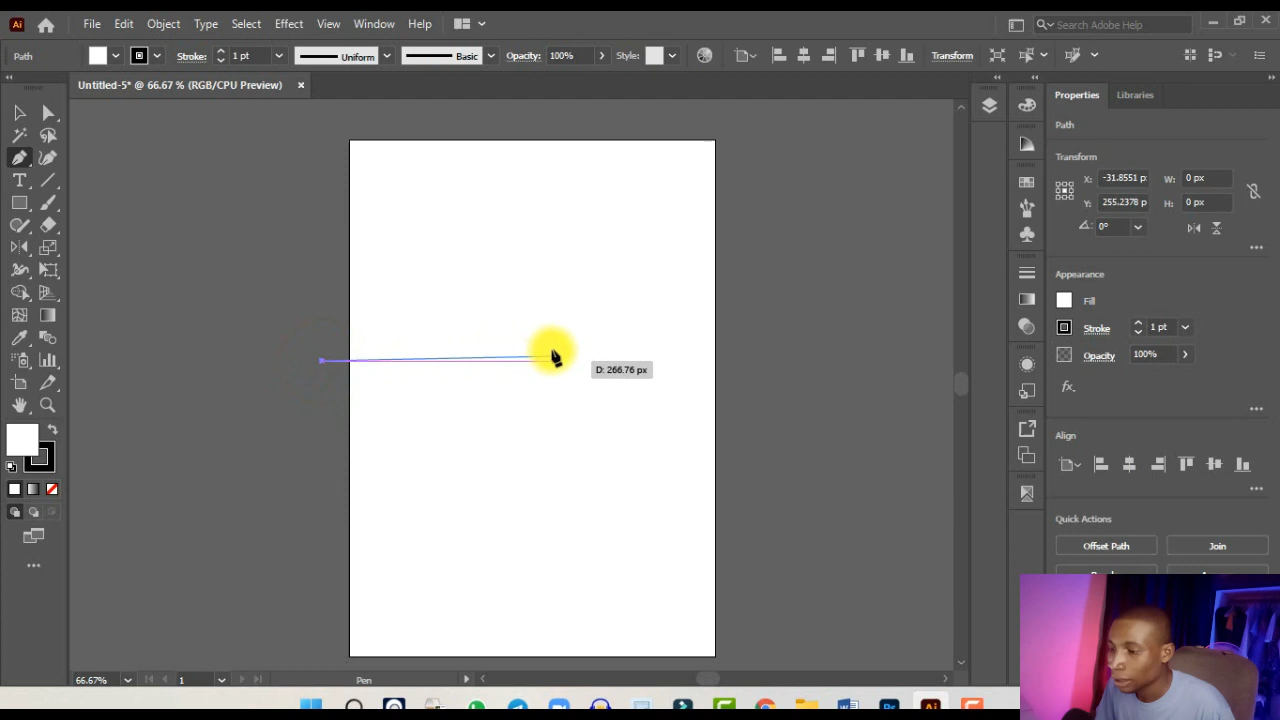 Ai File Edit Object Type Select Effect View Window Help Search Adobe Help
Path Stroke: 1 pt Uniform Basic Opacity: 100% Style: Transform
Untitled-5* @ 66.67 % (RGB/CPU Preview)
Properties Libraries
Path
Transform
X: -31.8551 p W: 0 px
Y: 255.2378 p H: 0 px
0°
Appearance
Fill
Stroke 1 pt
Opacity 100%
fx.
D: 266.76 px
Align
Quick Actions
Offset Path Join
66.67% 1 Pen
W Ps Ai